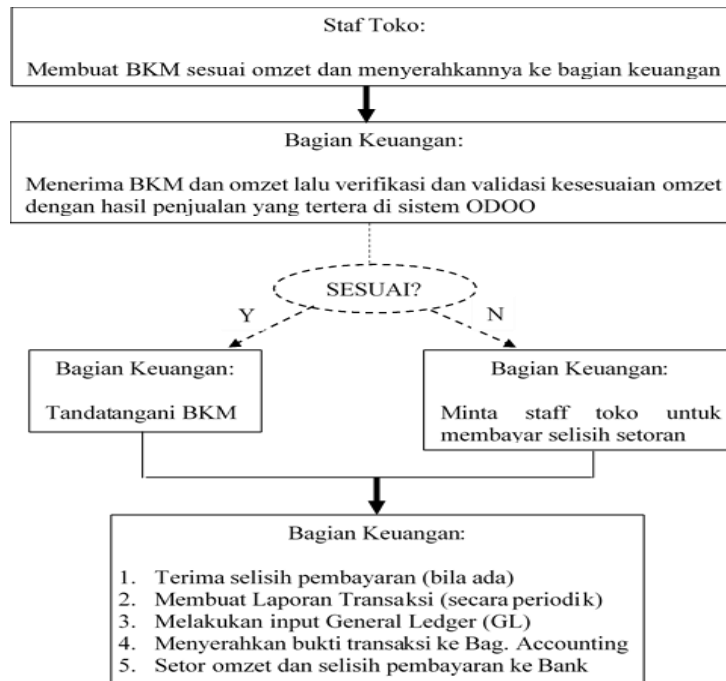 Staf Toko:
Membuat BKM sesuai omzet dan menyerahkannya ke bagian keuangan
Bagian Keuangan:
Menerima BKM dan omzet lalu verifikasi dan validasi kesesuaian omzet
dengan hasil penjualan yang tertera di sistem ODOO
SESUAI?
Y
N
Bagian Keuangan:
Tandatangani BKM
Bagian Keuangan:
Minta staff toko untuk
membayar selisih setoran
Bagian Keuangan:
1. Terima selisih pembayaran (bila ada)
2. Membuat Laporan Transaksi (secara periodik)
3. Melakukan input General Ledger (GL)
4. Menyerahkan bukti transaksi ke Bag. Accounting
5. Setor omzet dan selisih pembayaran ke Bank